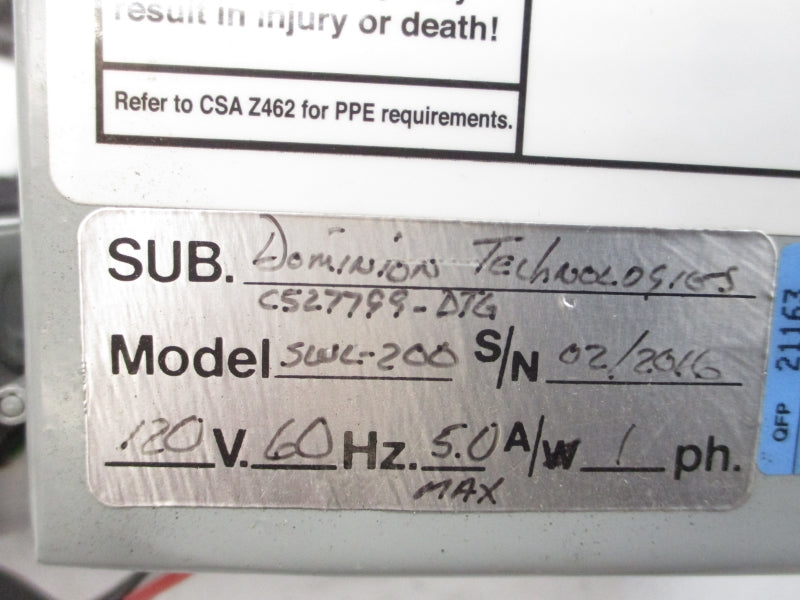 result in injury or death!
Refer to CSA Z462 for PPE requirements.
SUB. Dominion Technologies
CS27799-DTG
Model SWL-200 S/N 02/2016
120 V. 60 Hz. 5.0 A/W 1 ph.
MAX
QFP 21163